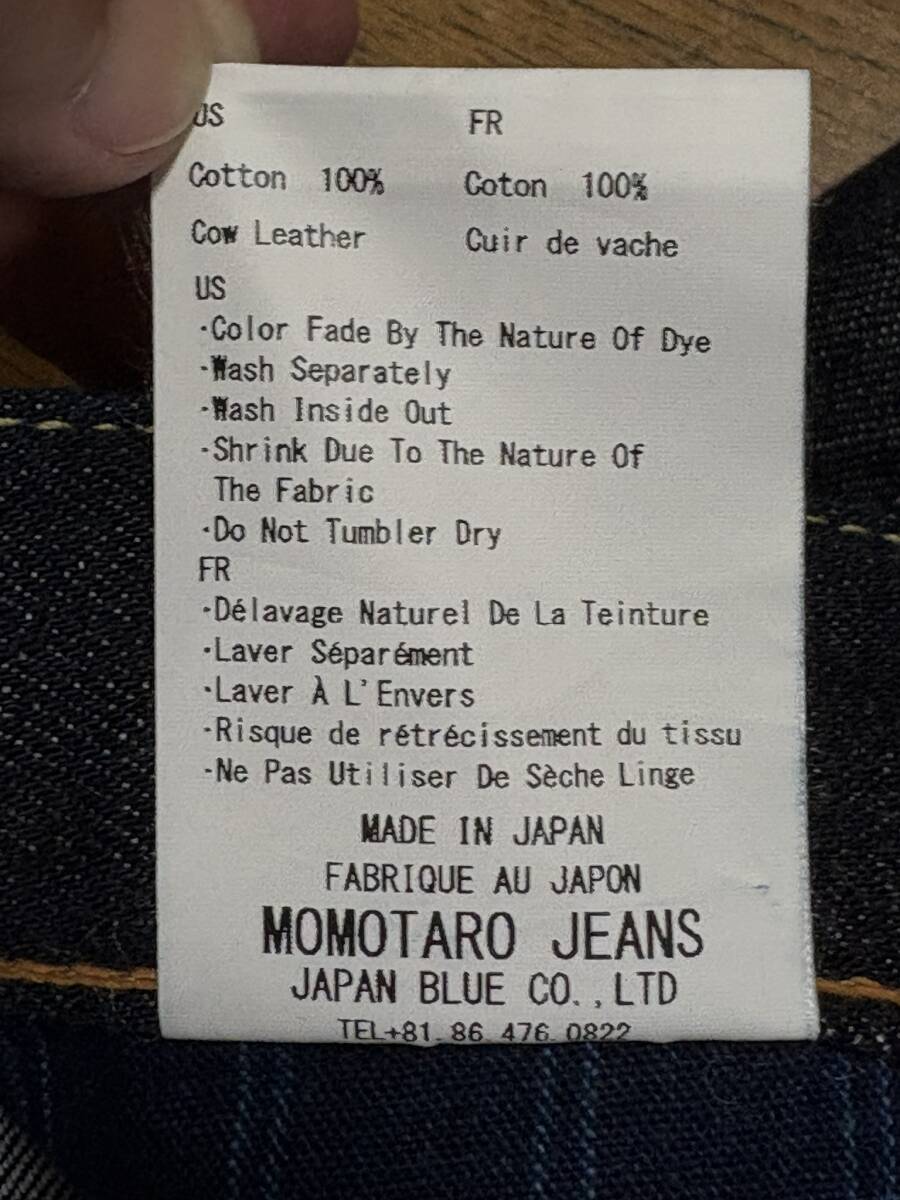 US FR
Cotton 100% Coton 100%
Cow Leather Cuir de vache
US
·Color Fade By The Nature Of Dye
·Wash Separately
·Wash Inside Out
·Shrink Due To The Nature Of
The Fabric
·Do Not Tumbler Dry
FR
·Délavage Naturel De La Teinture
·Laver Séparément
·Laver À L'Envers
·Risque de rétrécissement du tissu
·Ne Pas Utiliser De Sèche Linge
MADE IN JAPAN
FABRIQUE AU JAPON
MOMOTARO JEANS
JAPAN BLUE CO.,LTD
TEL+81. 86. 476. 0822